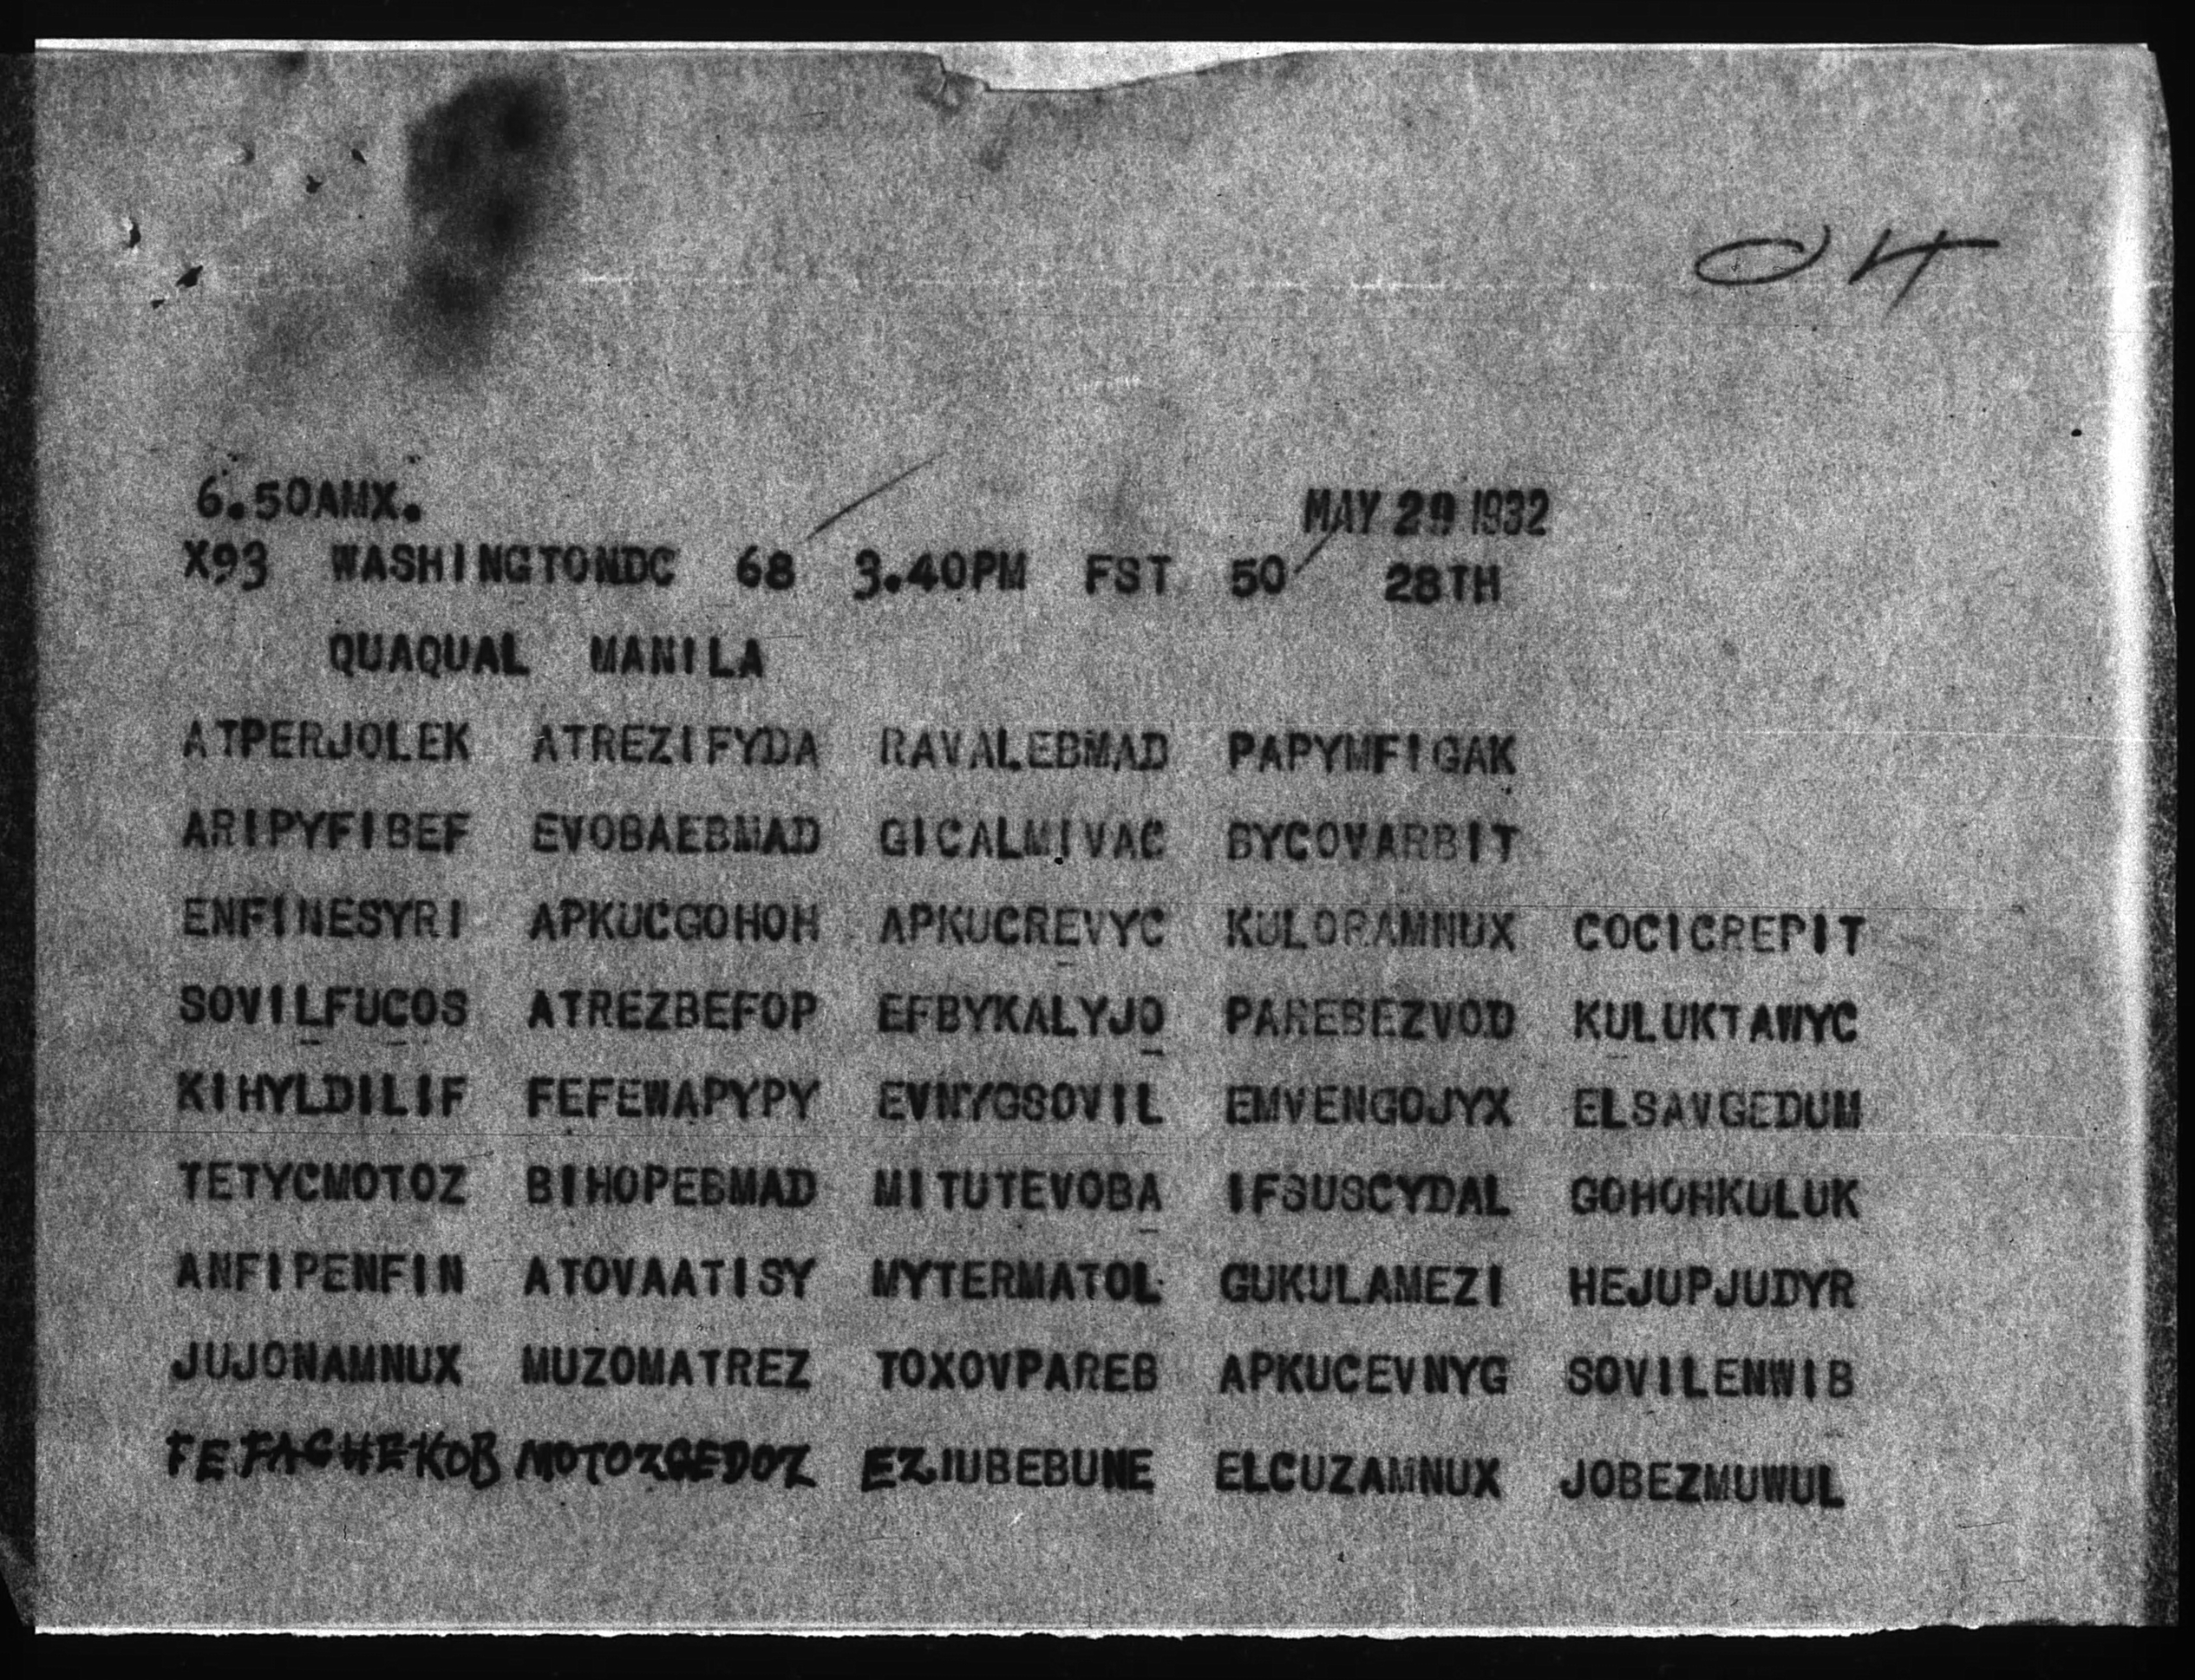 04
6.50AMX.
MAY 29 1932
X93 WASHINGTONDC 68 3.40PM FST 50 28TH
QUAQUAL MANILA
ATPERJOLEK ATREZIFYDA RAVALEBMAD PAPYMFIGAK
ARIPYFIBEF EVOBAEBMAD GICALMIVAC BYCOVARBIT
ENFINESYRI APKUCGOHOH APKUCREVYC KULORAMNUX COCICREPIT
SOVILFUCOS ATREZBEFOP EFBYKALYJO PAREBEZVOD KULUKTAWYC
KIHYLDILIF FEFEWAPYPY EVNYGSOVIL EMVENGOJYX ELSAVGEDUM
TETYCMOTOZ BIHOPEBMAD MITUTEVOBA IFSUSCYDAL GOHOHKULUK
ANFIPENFIN ATOVAATISY MYTERMATOL GUKULAMEZI HEJUPJUDYR
JUJONAMNUX MUZOMATREZ TOXOVPAREB APKUCEVNYG SOVILENWIB
FEFAGHEKOB MOTOZGEDOZ EZIUBEBUNE ELCUZAMNUX JOBEZMUWUL